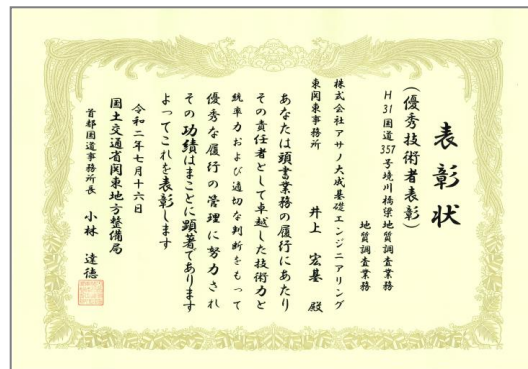 表彰状
(優秀技術者表彰)
H31国道357号境川橋梁地質調査業務
地質調査業務
株式会社アサノ大成基礎エンジニアリング
東関東事務所　井上　宏基　殿
あなたは頭書業務の履行にあたり
その責任者として卓越した技術力と
統率力および適切な判断をもって
優秀な履行の管理に努力され
その功績はまことに顕著であります
よってこれを表彰します
令和二年七月十六日
国土交通省関東地方整備局
首都国道事務所長　小林　達徳